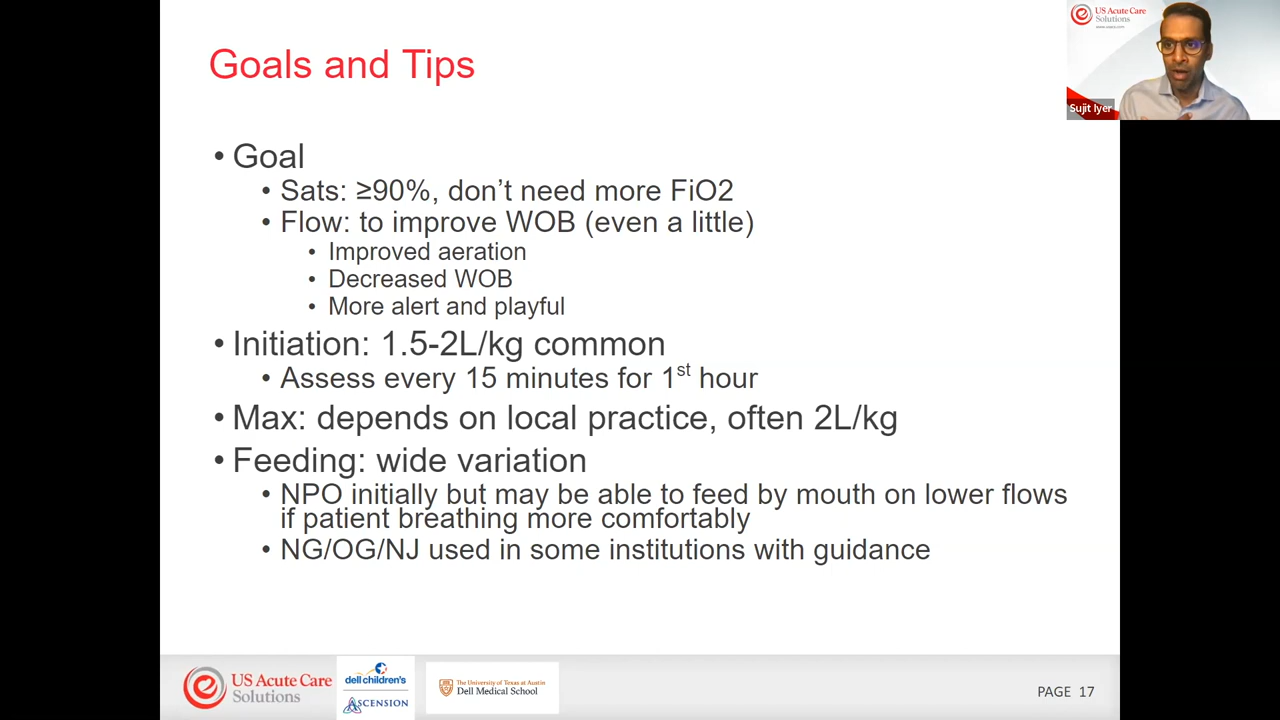 Goals and Tips
US Acute Care
Solutions
www.usacs.com
Sujit Iyer
• Goal
• Sats: ≥90%, don’t need more FiO2
• Flow: to improve WOB (even a little)
• Improved aeration
• Decreased WOB
• More alert and playful
• Initiation: 1.5-2L/kg common
• Assess every 15 minutes for 1st hour
• Max: depends on local practice, often 2L/kg
• Feeding: wide variation
• NPO initially but may be able to feed by mouth on lower flows
if patient breathing more comfortably
• NG/OG/NJ used in some institutions with guidance
US Acute Care
Solutions
dell children's
ASCENSION
The University of Texas at Austin
Dell Medical School
PAGE 17